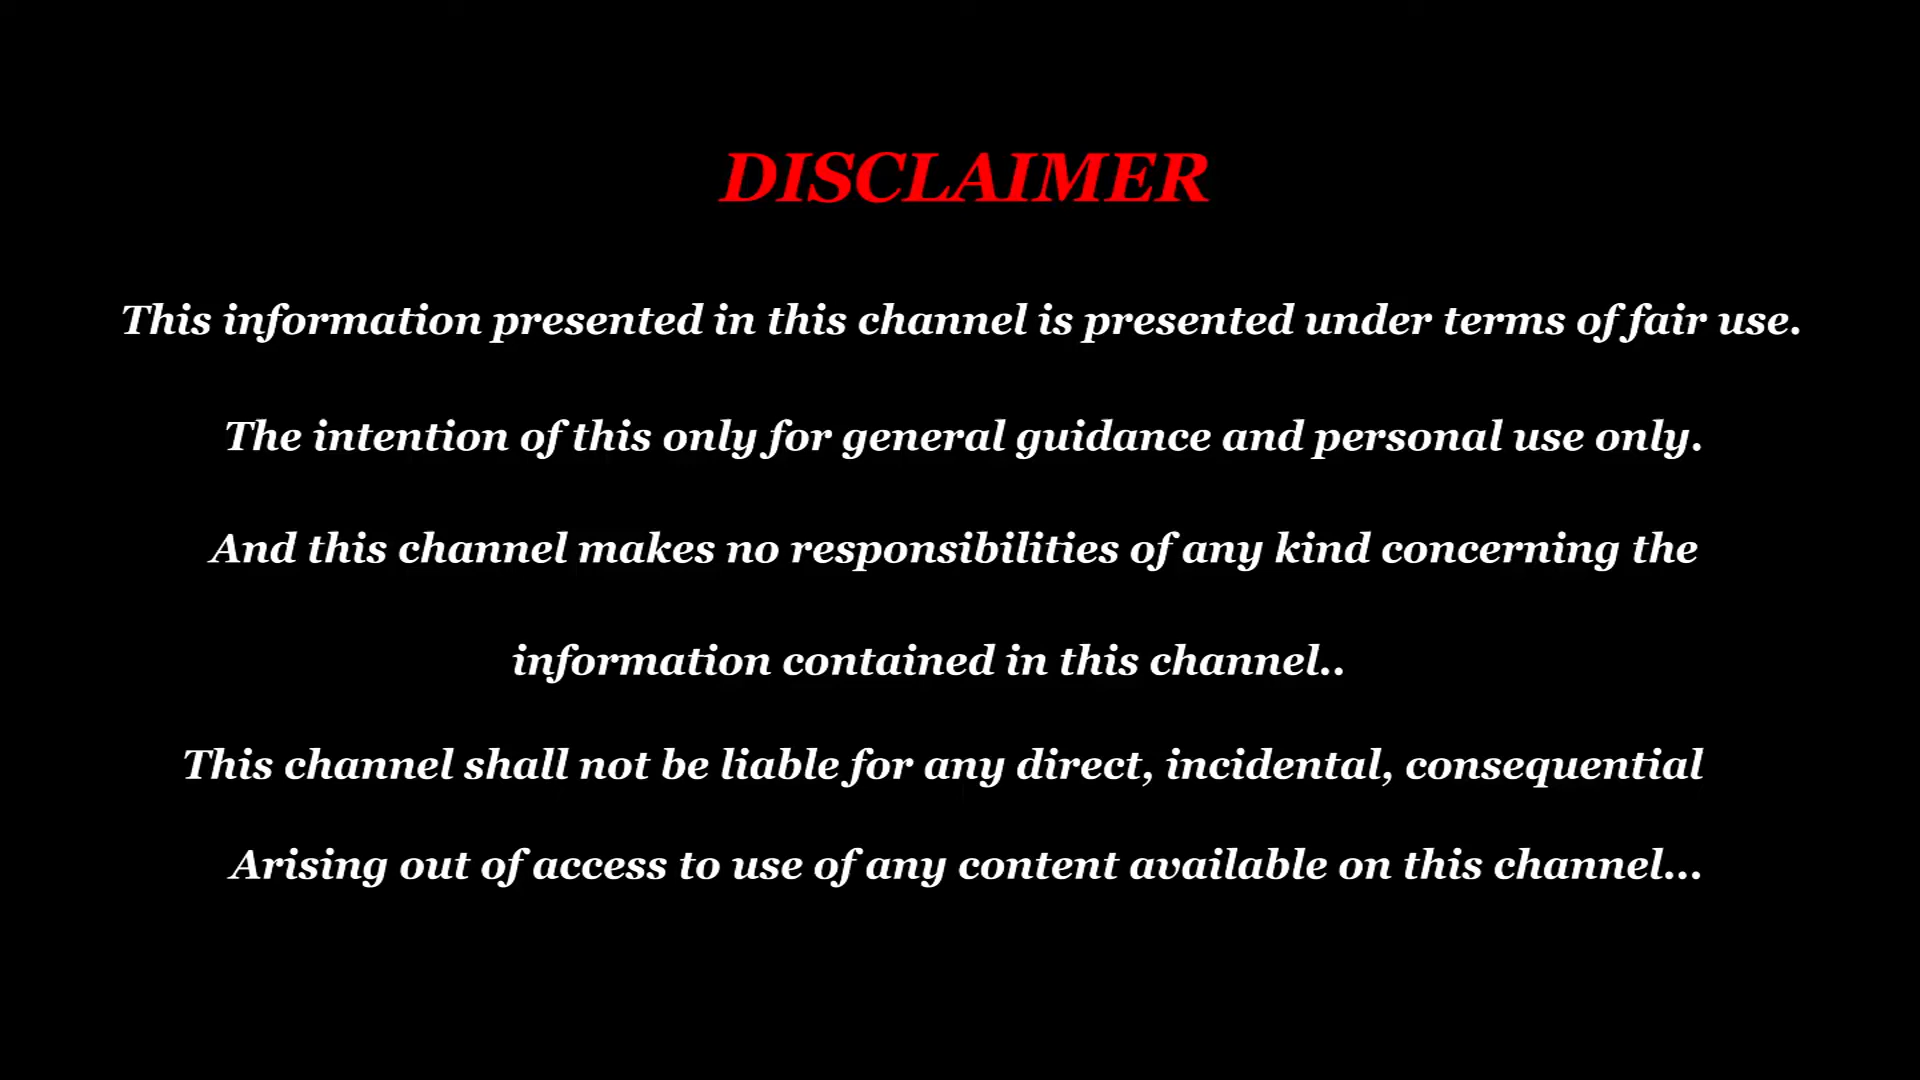 DISCLAIMER
This information presented in this channel is presented under terms of fair use.
The intention of this only for general guidance and personal use only.
And this channel makes no responsibilities of any kind concerning the
information contained in this channel..
This channel shall not be liable for any direct, incidental, consequential
Arising out of access to use of any content available on this channel...